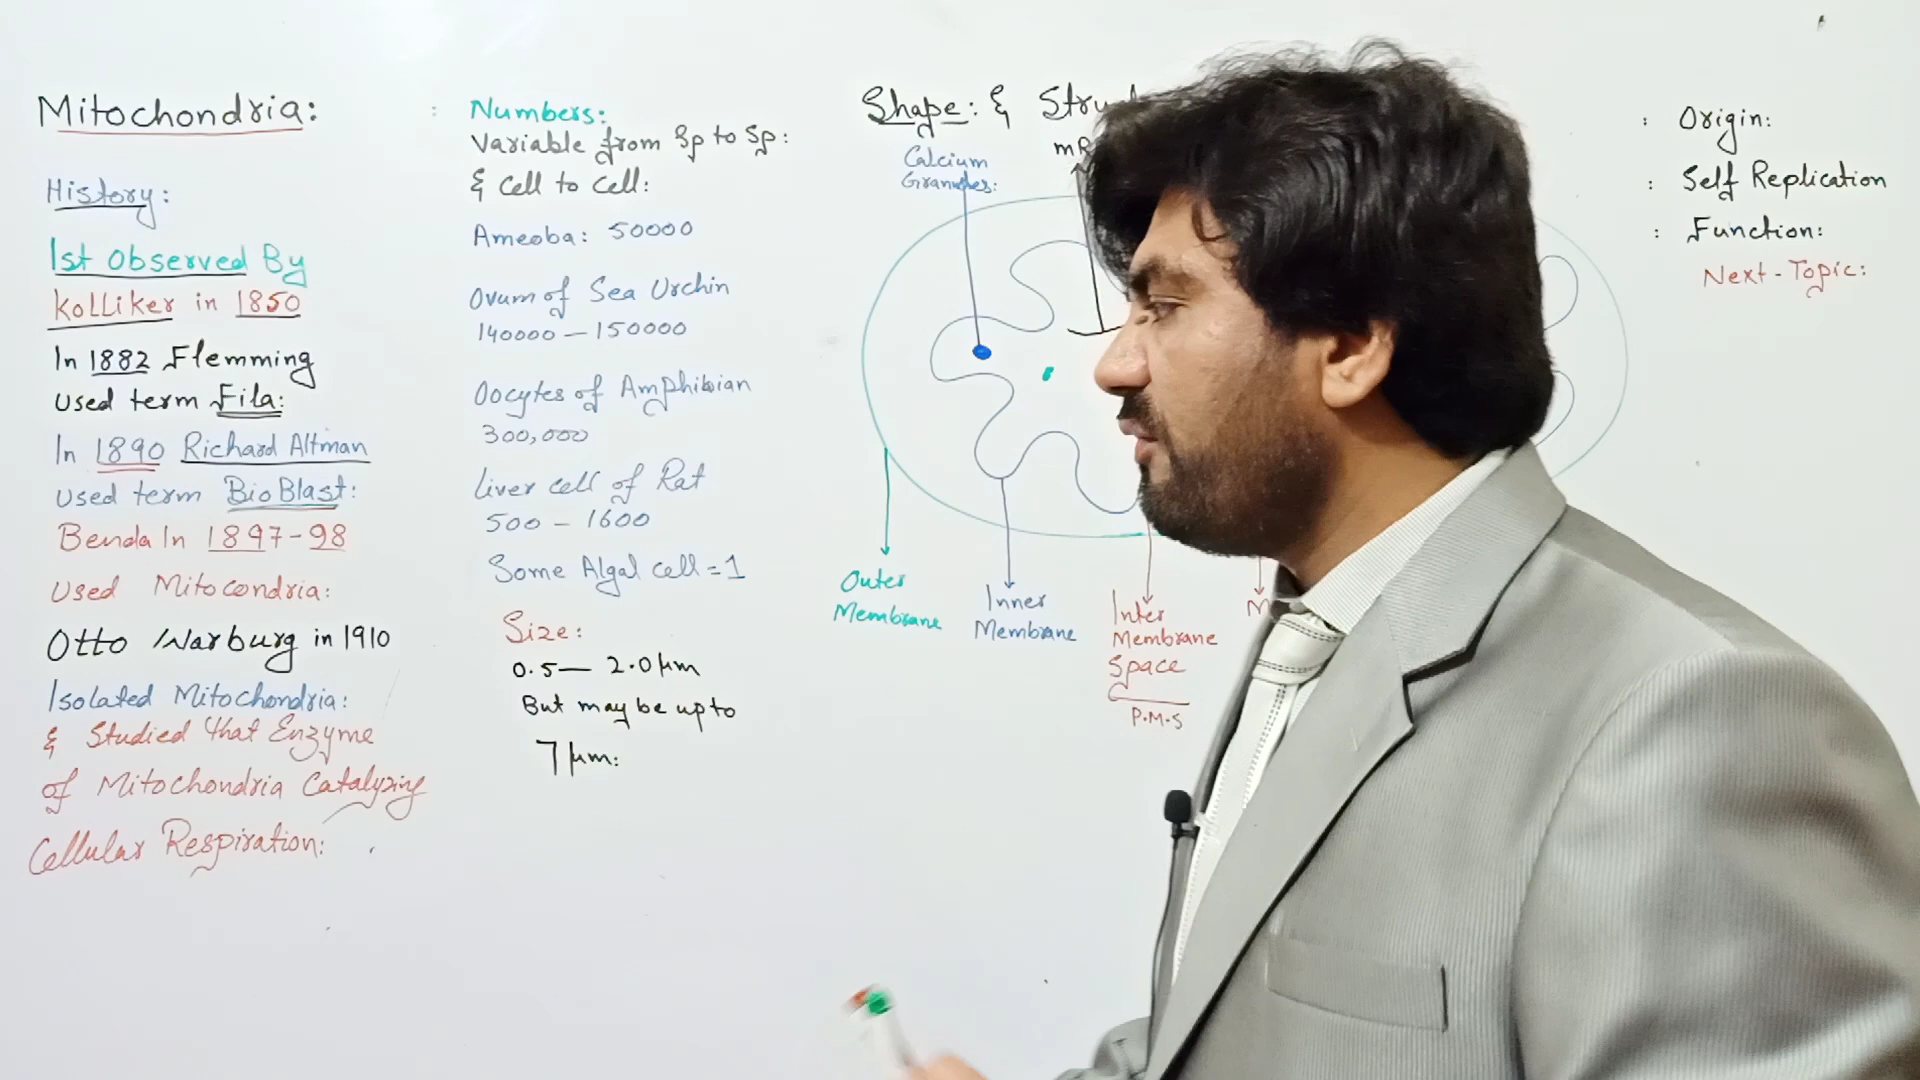 Mitochondria:
History:
1st Observed By
Kolliker in 1850
In 1882 Flemming
used term Fila:
In 1890 Richard Altman
used term BioBlast:
Benda In 1897-98
used Mitocondria:
Otto Warburg in 1910
Isolated Mitochondria:
& Studied that Enzyme
of Mitochondria Catalyzing
Cellular Respiration:
: Numbers:
Variable from Sp to Sp:
& Cell to Cell:
Ameoba: 50000
Ovum of Sea Urchin
140000 – 150000
Oocytes of Amphibian
300,000
Liver cell of Rat
500 – 1600
Some Algal cell = 1
Size:
0.5 — 2.0 μm
But may be up to
7 μm:
Shape: &
Calcium
Granules:
Outer
Membrane
Inner
Membrane
Inter
Membrane
Space
P.M.S
: Origin:
: Self Replication
: Function:
Next-Topic: